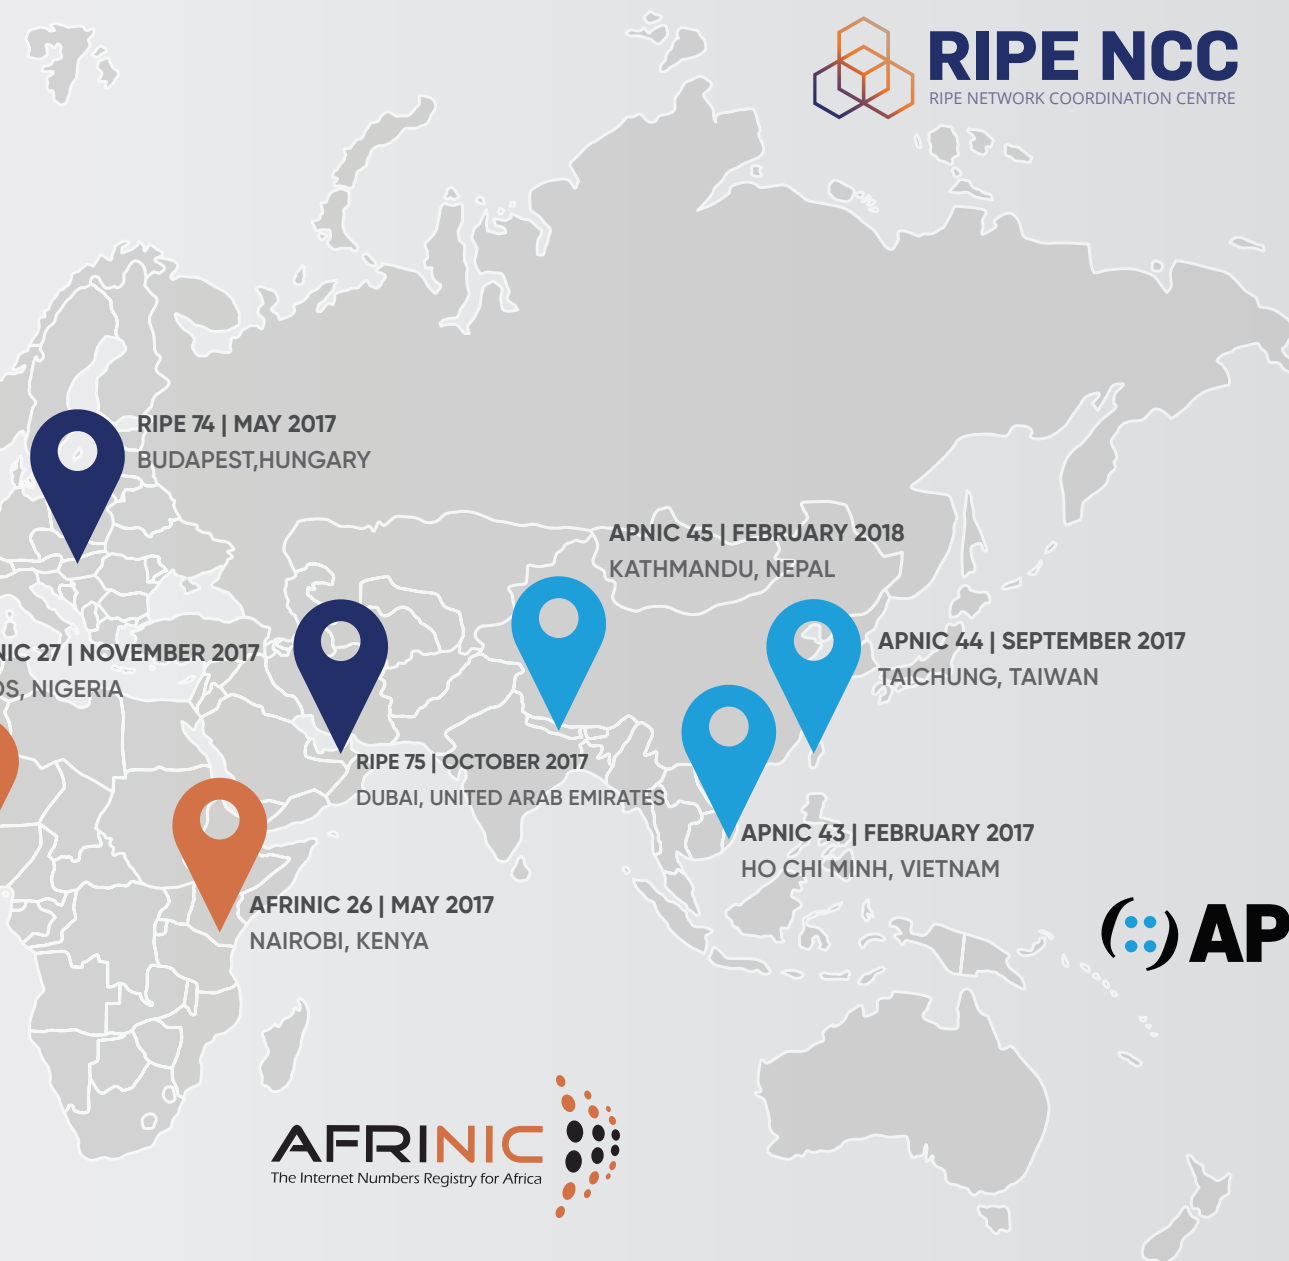 RIPE NCC
RIPE NETWORK COORDINATION CENTRE
RIPE 74 | MAY 2017
BUDAPEST,HUNGARY
APNIC 45 | FEBRUARY 2018
KATHMANDU, NEPAL
APNIC 44 | SEPTEMBER 2017
TAICHUNG, TAIWAN
NIC 27 | NOVEMBER 2017
OS, NIGERIA
RIPE 75 | OCTOBER 2017
DUBAI, UNITED ARAB EMIRATES
APNIC 43 | FEBRUARY 2017
HO CHI MINH, VIETNAM
AFRINIC 26 | MAY 2017
NAIROBI, KENYA
AP
AFRINIC
The Internet Numbers Registry for Africa